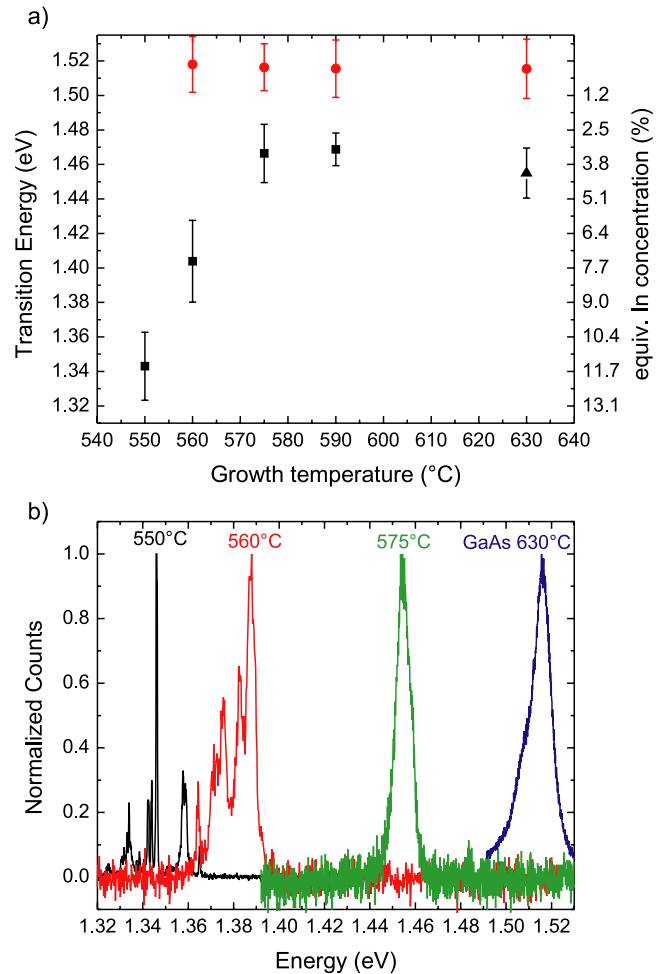 a)
Transition Energy (eV)
1.52
1.50
1.48
1.46
1.44
1.42
1.40
1.38
1.36
1.34
1.32
1.2
2.5
3.8
5.1
6.4
7.7
9.0
10.4
11.7
13.1
equiv. In concentration (%)
540 550 560 570 580 590 600 610 620 630 640
Growth temperature (°C)
b)
550°C 560°C 575°C GaAs 630°C
Normalized Counts
1.0
0.8
0.6
0.4
0.2
0.0
1.32 1.34 1.36 1.38 1.40 1.42 1.44 1.46 1.48 1.50 1.52
Energy (eV)